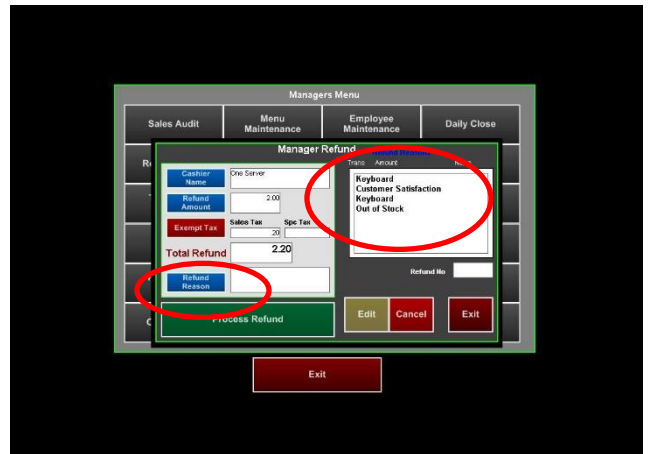 Managers Menu
Sales Audit
Menu Maintenance
Employee Maintenance
Daily Close
Manager Refund
Refund Reason
Trans Amount
Cashier Name
One Server
Refund Amount
2.00
Exempt Tax
Sales Tax
Spc Tax
.20
Total Refund
2.20
Refund Reason
Keyboard
Customer Satisfaction
Keyboard
Out of Stock
Refund No
Process Refund
Edit
Cancel
Exit
Exit